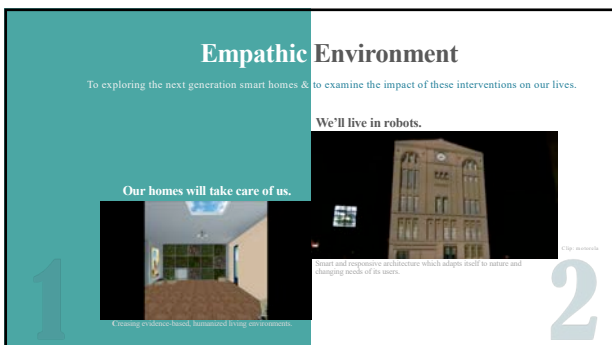 Empathic Environment
To exploring the next generation smart homes & to examine the impact of these interventions on our lives.
We'll live in robots.
Our homes will take care of us.
Smart and responsive architecture which adapts itself to nature and
changing needs of its users.
Creating evidence-based, humanized living environments.
1
2